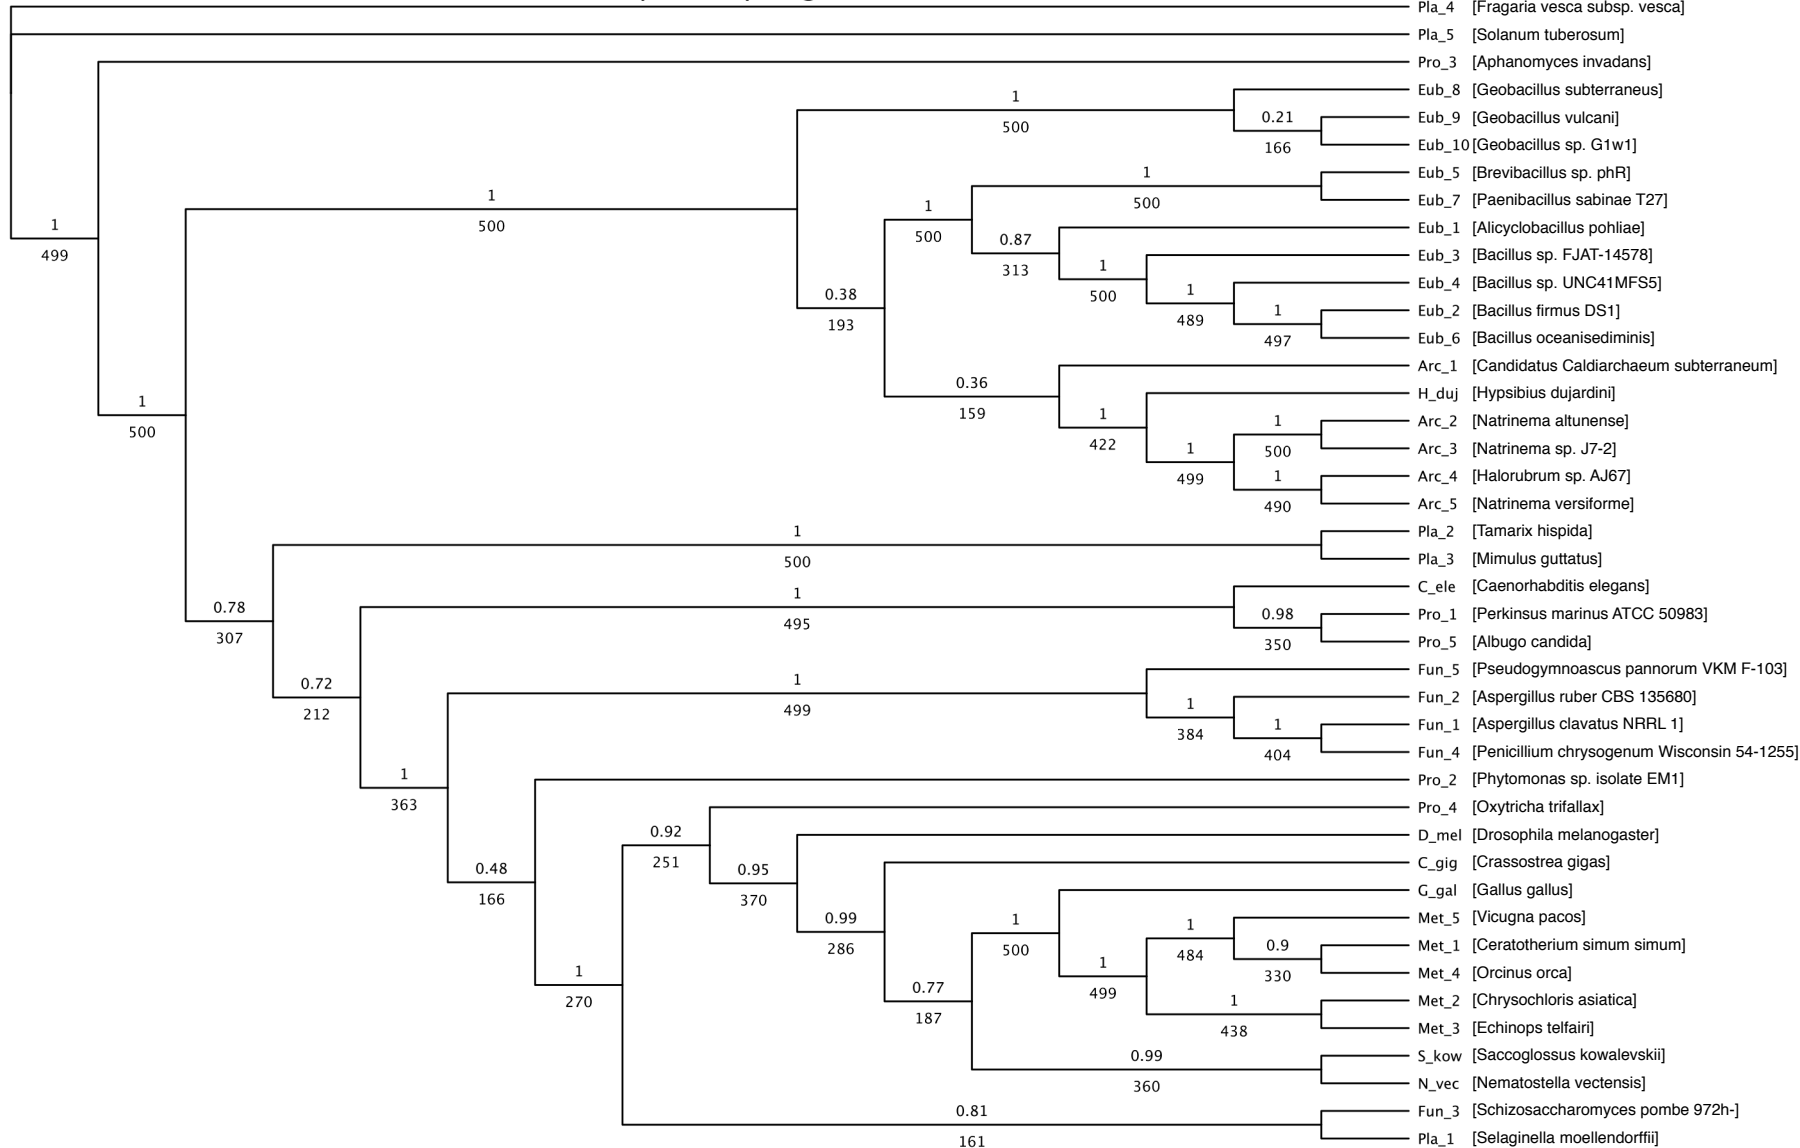 Pla_4 [Fragaria vesca subsp. vesca]
Pla_5 [Solanum tuberosum]
Pro_3 [Aphanomyces invadans]
Eub_8 [Geobacillus subterraneus]
1
500
0.21
Eub_9 [Geobacillus vulcani]
166
Eub_10 [Geobacillus sp. G1w1]
1
500
Eub_5 [Brevibacillus sp. phR]
1
500
Eub_7 [Paenibacillus sabinae T27]
1
500
1
499
Eub_1 [Alicyclobacillus pohliae]
0.87
313
Eub_3 [Bacillus sp. FJAT-14578]
1
500
Eub_4 [Bacillus sp. UNC41MFS5]
1
489
0.38
193
Eub_2 [Bacillus firmus DS1]
1
497
Eub_6 [Bacillus oceanisediminis]
Arc_1 [Candidatus Caldiarchaeum subterraneum]
0.36
159
H_duj [Hypsibius dujardini]
1
500
1
422
Arc_2 [Natrinema altunense]
1
500
Arc_3 [Natrinema sp. J7-2]
1
499
Arc_4 [Halorubrum sp. AJ67]
1
490
Arc_5 [Natrinema versiforme]
Pla_2 [Tamarix hispida]
1
500
Pla_3 [Mimulus guttatus]
C_ele [Caenorhabditis elegans]
1
495
0.78
307
Pro_1 [Perkinsus marinus ATCC 50983]
0.98
350
Pro_5 [Albugo candida]
Fun_5 [Pseudogymnoascus pannorum VKM F-103]
1
499
0.72
212
Fun_2 [Aspergillus ruber CBS 135680]
1
384
Fun_1 [Aspergillus clavatus NRRL 1]
1
404
Fun_4 [Penicillium chrysogenum Wisconsin 54-1255]
1
363
Pro_2 [Phytomonas sp. isolate EM1]
Pro_4 [Oxytricha trifallax]
0.92
251
D_mel [Drosophila melanogaster]
0.48
166
0.95
370
C_gig [Crassostrea gigas]
G_gal [Gallus gallus]
0.99
286
1
500
Met_5 [Vicugna pacos]
1
484
Met_1 [Ceratotherium simum simum]
0.9
330
Met_4 [Orcinus orca]
1
499
1
270
0.77
187
Met_2 [Chrysochloris asiatica]
1
438
Met_3 [Echinops telfairi]
S_kow [Saccoglossus kowalevskii]
0.99
360
N_vec [Nematostella vectensis]
Fun_3 [Schizosaccharomyces pombe 972h-]
0.81
161
Pla_1 [Selaginella moellendorffii]